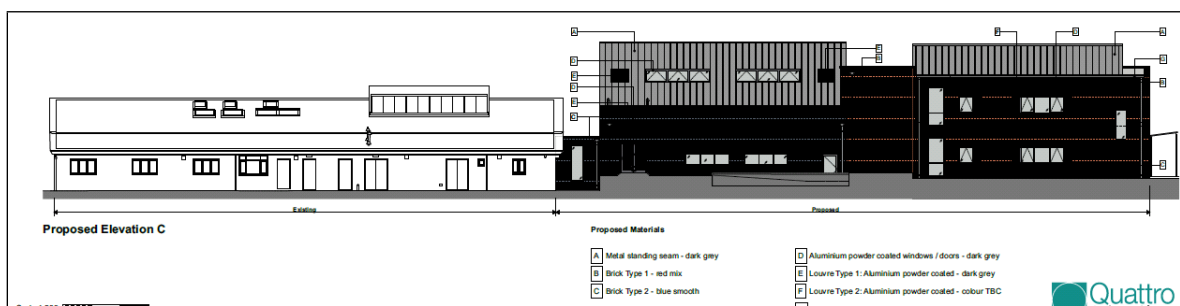 A
F
D
A
E
D
B
G
E
B
D
E
C
C
Existing
Proposed
Proposed Elevation C
Proposed Materials
A Metal standing seam - dark grey
B Brick Type 1 - red mix
C Brick Type 2 - blue smooth
D Aluminium powder coated windows / doors - dark grey
E Louvre Type 1: Aluminium powder coated - dark grey
F Louvre Type 2: Aluminium powder coated - colour TBC
Quattro